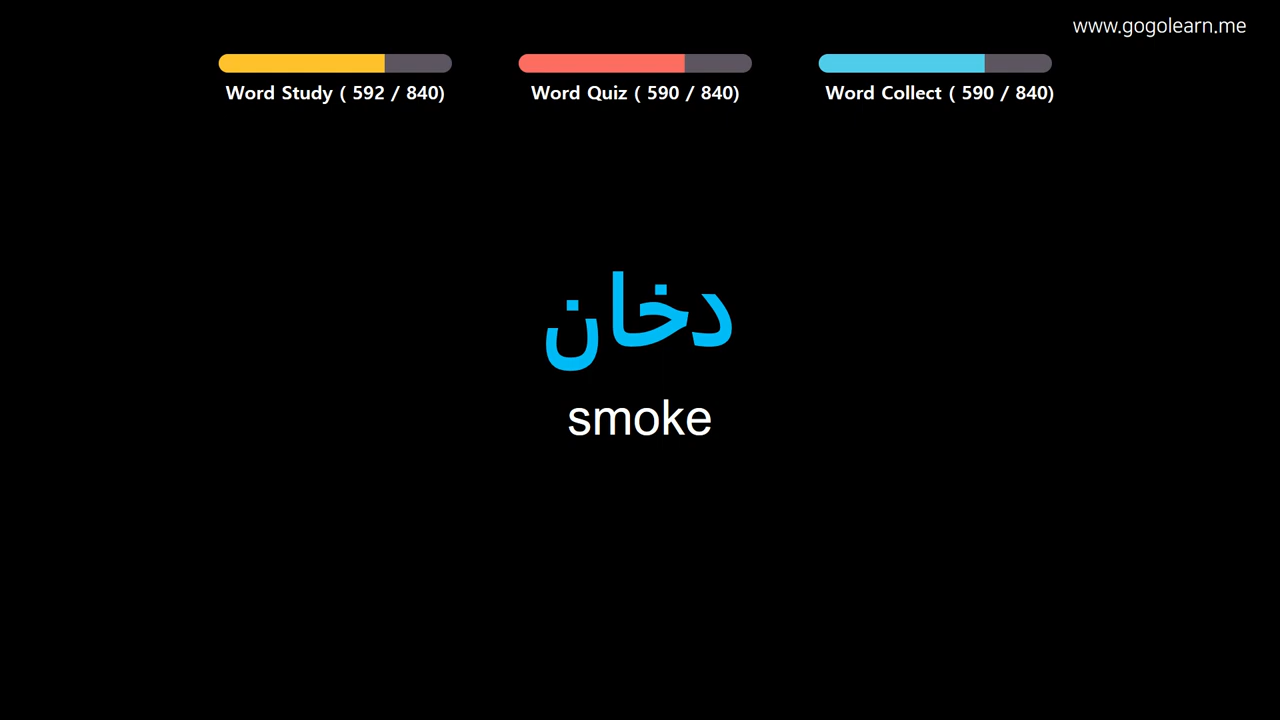 www.gogolearn.me
Word Study ( 592 / 840)
Word Quiz ( 590 / 840)
Word Collect ( 590 / 840)
دخان
smoke